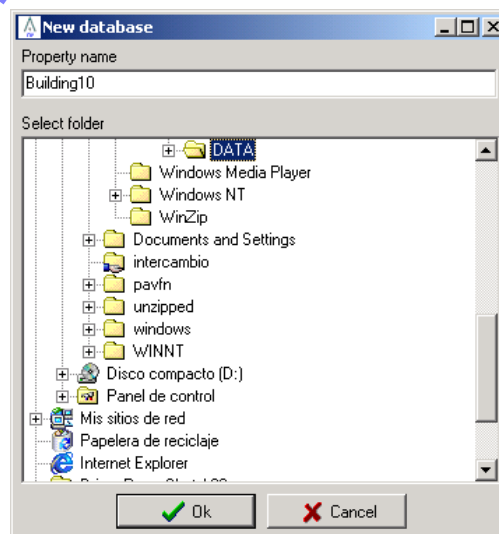 New database
Property name
Building10
Select folder
DATA
Windows Media Player
Windows NT
WinZip
Documents and Settings
intercambio
pavfn
unzipped
windows
WINNT
Disco compacto (D:)
Panel de control
Mis sitios de red
Papelera de reciclaje
Internet Explorer
Ok
Cancel